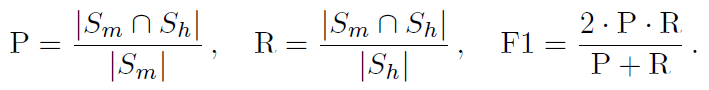 P = |S_m ∩ S_h| / |S_m| , R = |S_m ∩ S_h| / |S_h| , F1 = 2 · P · R / P + R .